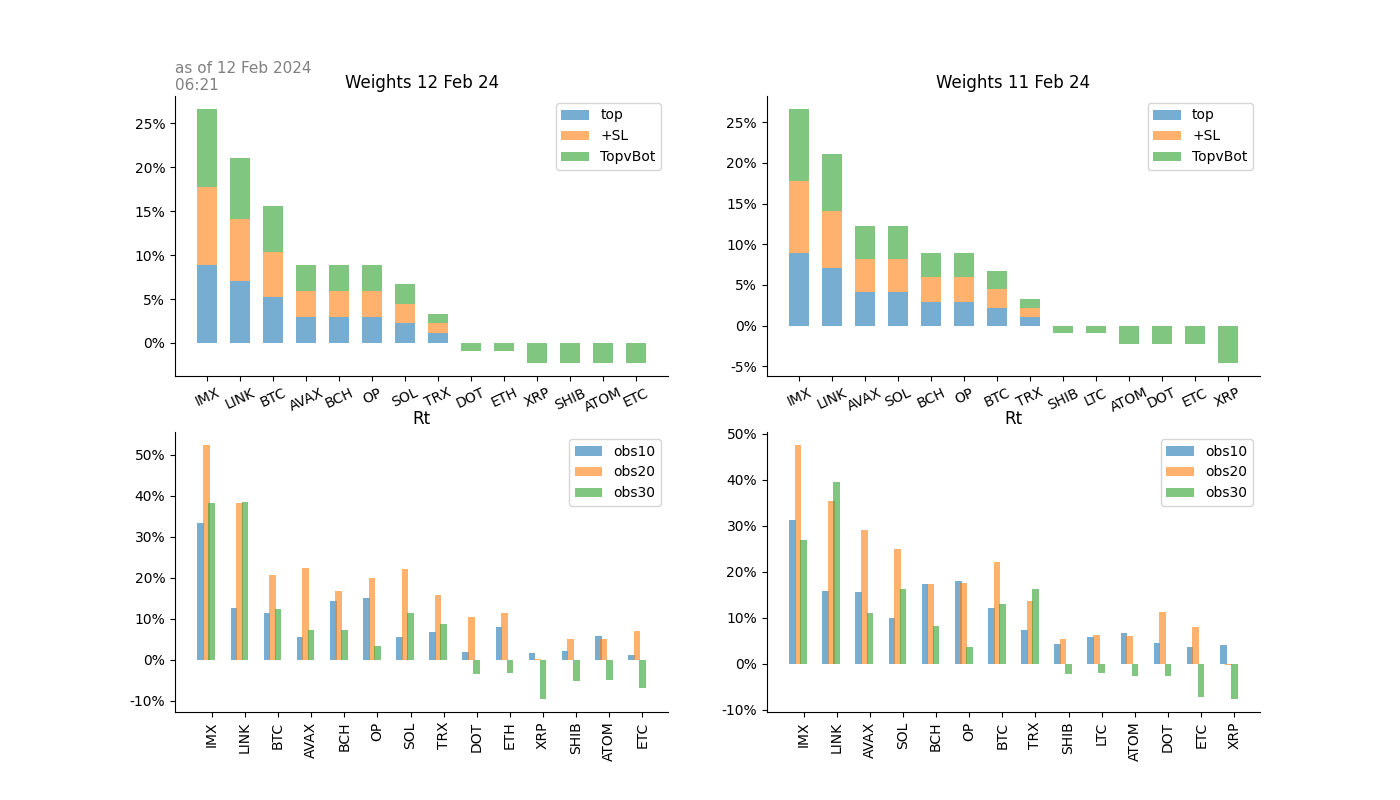 as of 12 Feb 2024
06:21
Weights 12 Feb 24
25%
20%
15%
10%
5%
0%
top
+SL
TopvBot
IMX LINK BTC AVAX BCH OP SOL TRX DOT ETH XRP SHIB ATOM ETC
Weights 11 Feb 24
25%
20%
15%
10%
5%
0%
-5%
top
+SL
TopvBot
IMX LINK AVAX SOL BCH OP BTC TRX SHIB LTC ATOM DOT ETC XRP
Rt
50%
40%
30%
20%
10%
0%
-10%
obs10
obs20
obs30
IMX LINK BTC AVAX BCH OP SOL TRX DOT ETH XRP SHIB ATOM ETC
Rt
50%
40%
30%
20%
10%
0%
-10%
obs10
obs20
obs30
IMX LINK AVAX SOL BCH OP BTC TRX SHIB LTC ATOM DOT ETC XRP